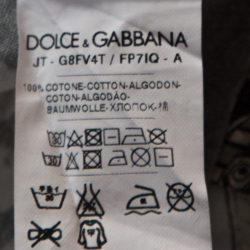 DOLCE & GABBANA
JT - G8FV4T / FP7IQ - A
100% COTONE-COTTON-ALGODON-
COTON-ALGODÃO-
BAUMWOLLE-ХЛОПОК-棉